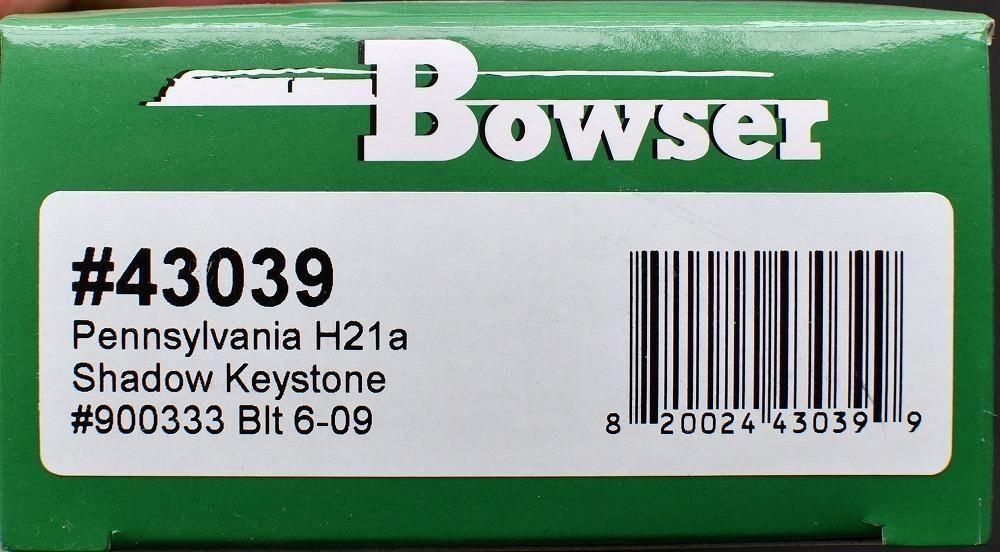 Bowser
#43039
Pennsylvania H21a
Shadow Keystone
#900333 Blt 6-09
8 20024 43039 9